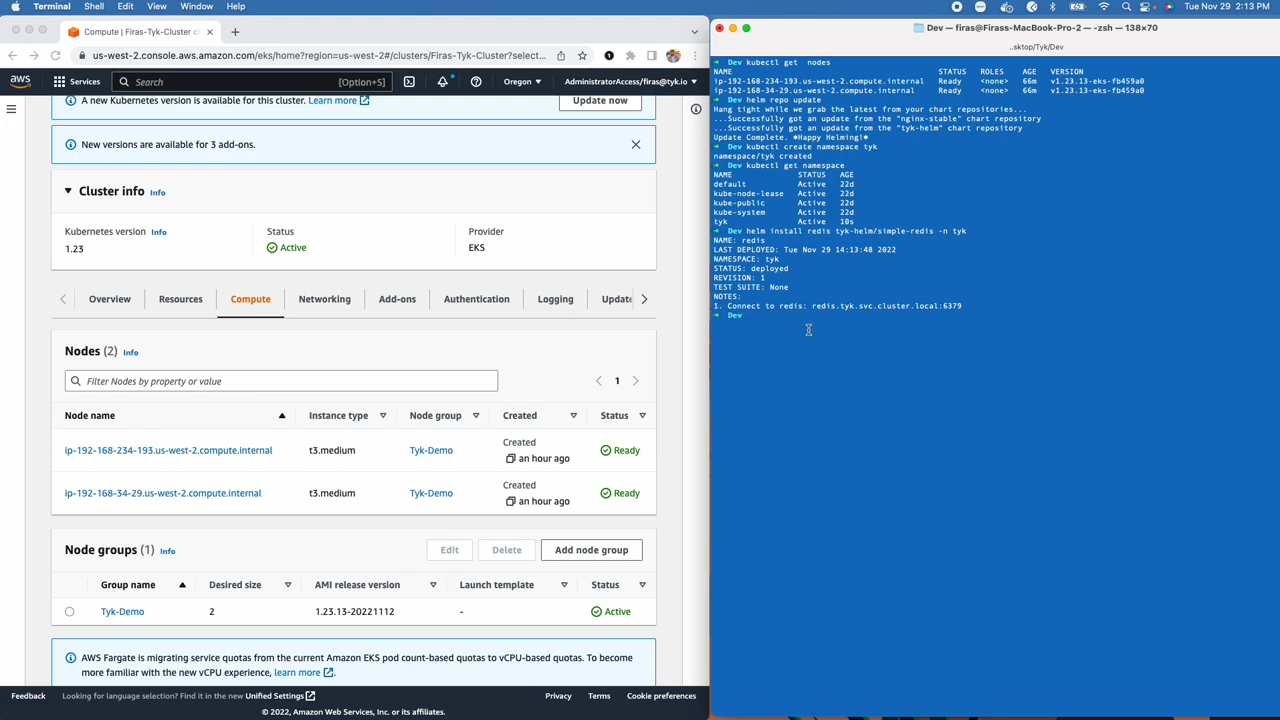 Terminal Shell Edit View Window Help
Tue Nov 29 2:13 PM
Compute | Firas-Tyk-Cluster cl
us-west-2.console.aws.amazon.com/eks/home?region=us-west-2#/clusters/Firas-Tyk-Cluster?select...
aws Services Search [Option+S] Oregon AdministratorAccess/firas@tyk.io
A new Kubernetes version is available for this cluster. Learn more
Update now
New versions are available for 3 add-ons.
Cluster info Info
Kubernetes version Info
1.23
Status
Active
Provider
EKS
Overview Resources Compute Networking Add-ons Authentication Logging Update
Nodes (2) Info
Filter Nodes by property or value
1
Node name Instance type Node group Created Status
ip-192-168-234-193.us-west-2.compute.internal t3.medium Tyk-Demo Created an hour ago Ready
ip-192-168-34-29.us-west-2.compute.internal t3.medium Tyk-Demo Created an hour ago Ready
Node groups (1) Info
Edit Delete Add node group
Group name Desired size AMI release version Launch template Status
Tyk-Demo 2 1.23.13-20221112 - Active
AWS Fargate is migrating service quotas from the current Amazon EKS pod count-based quotas to vCPU-based quotas. To
become more familiar with the new vCPU experience, learn more.
Feedback Looking for language selection? Find it in the new Unified Settings Privacy Terms Cookie preferences
© 2022, Amazon Web Services, Inc. or its affiliates.
Dev — firas@Firass-MacBook-Pro-2 — -zsh — 138×70
..sktop/Tyk/Dev
➜ Dev kubectl get nodes
NAME STATUS ROLES AGE VERSION
ip-192-168-234-193.us-west-2.compute.internal Ready <none> 66m v1.23.13-eks-fb459a0
ip-192-168-34-29.us-west-2.compute.internal Ready <none> 66m v1.23.13-eks-fb459a0
➜ Dev helm repo update
Hang tight while we grab the latest from your chart repositories...
...Successfully got an update from the "nginx-stable" chart repository
...Successfully got an update from the "tyk-helm" chart repository
Update Complete. ⎈Happy Helming!⎈
➜ Dev kubectl create namespace tyk
namespace/tyk created
➜ Dev kubectl get namespace
NAME STATUS AGE
default Active 22d
kube-node-lease Active 22d
kube-public Active 22d
kube-system Active 22d
tyk Active 10s
➜ Dev helm install redis tyk-helm/simple-redis -n tyk
NAME: redis
LAST DEPLOYED: Tue Nov 29 14:13:48 2022
NAMESPACE: tyk
STATUS: deployed
REVISION: 1
TEST SUITE: None
NOTES:
1. Connect to redis: redis.tyk.svc.cluster.local:6379
➜ Dev